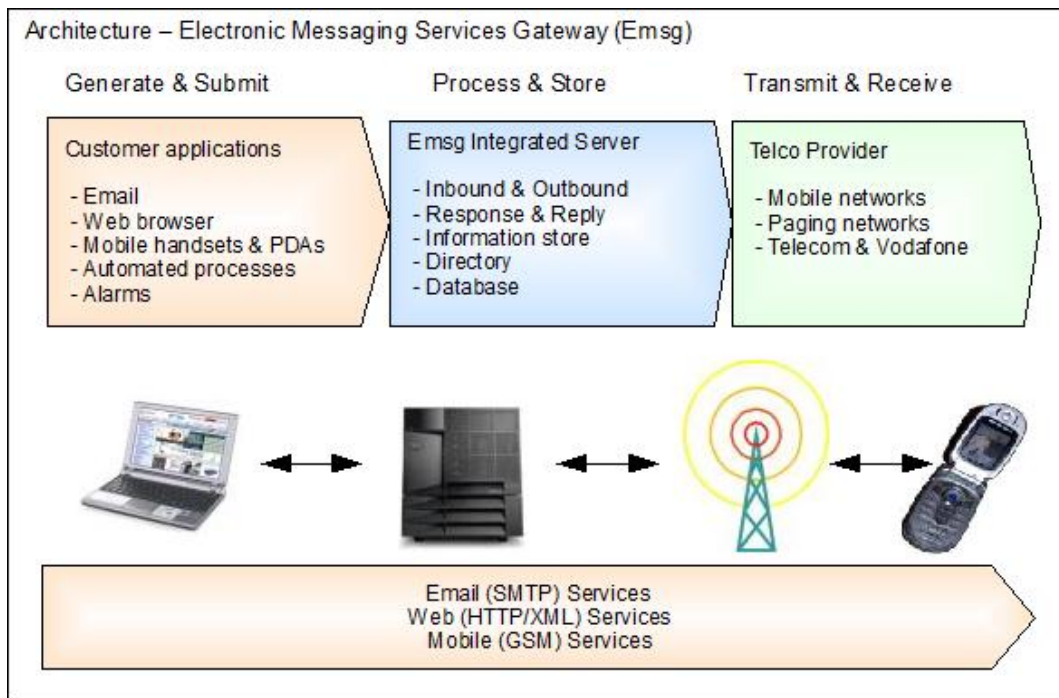 Architecture – Electronic Messaging Services Gateway (Emsg)
Generate & Submit
Process & Store
Transmit & Receive
Customer applications
- Email
- Web browser
- Mobile handsets & PDAs
- Automated processes
- Alarms
Emsg Integrated Server
- Inbound & Outbound
- Response & Reply
- Information store
- Directory
- Database
Telco Provider
- Mobile networks
- Paging networks
- Telecom & Vodafone
Email (SMTP) Services
Web (HTTP/XML) Services
Mobile (GSM) Services